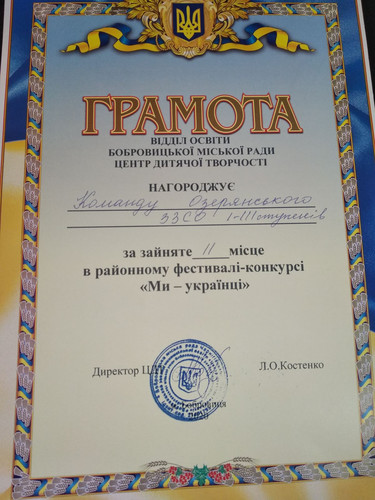 ГРАМОТА
ВІДДІЛ ОСВІТИ
БОБРОВИЦЬКОЇ МІСЬКОЇ РАДИ
ЦЕНТР ДИТЯЧОЇ ТВОРЧОСТІ
НАГОРОДЖУЄ
Команду Озерянського
ЗЗСО І-ІІІ ступенів
за зайняте ІІ місце
в районному фестивалі-конкурсі
«Ми – українці»
Директор Л.О.Костенко